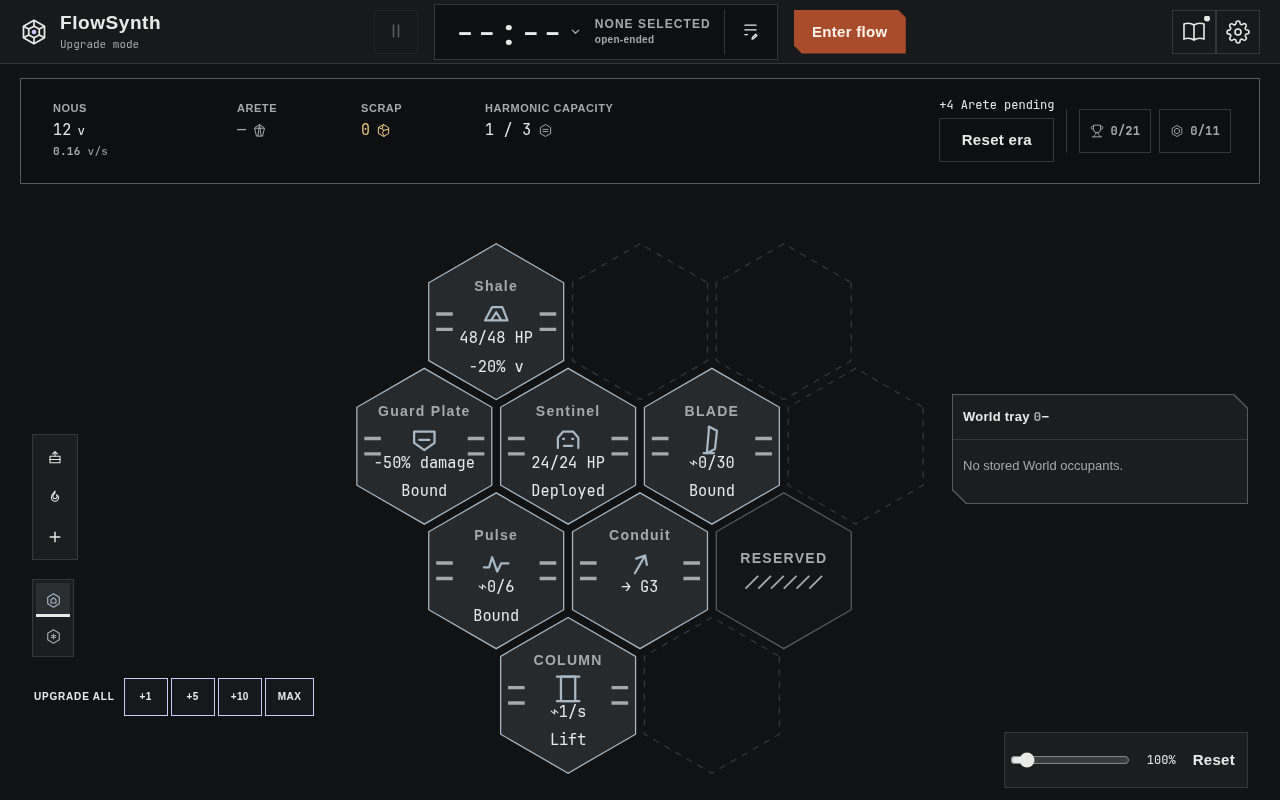 FlowSynth
Upgrade mode
--:--
NONE SELECTED
open-ended
Enter flow
NOUS
12 v
0.16 v/s
ARETE
—
SCRAP
0
HARMONIC CAPACITY
1 / 3
+4 Arete pending
Reset era
0/21
0/11
Shale
48/48 HP
-20% v
Guard Plate
-50% damage
Bound
Sentinel
24/24 HP
Deployed
BLADE
⌁0/30
Bound
Pulse
⌁0/6
Bound
Conduit
→ G3
RESERVED
COLUMN
⌁1/s
Lift
World tray 0−
No stored World occupants.
UPGRADE ALL
+1
+5
+10
MAX
100%
Reset